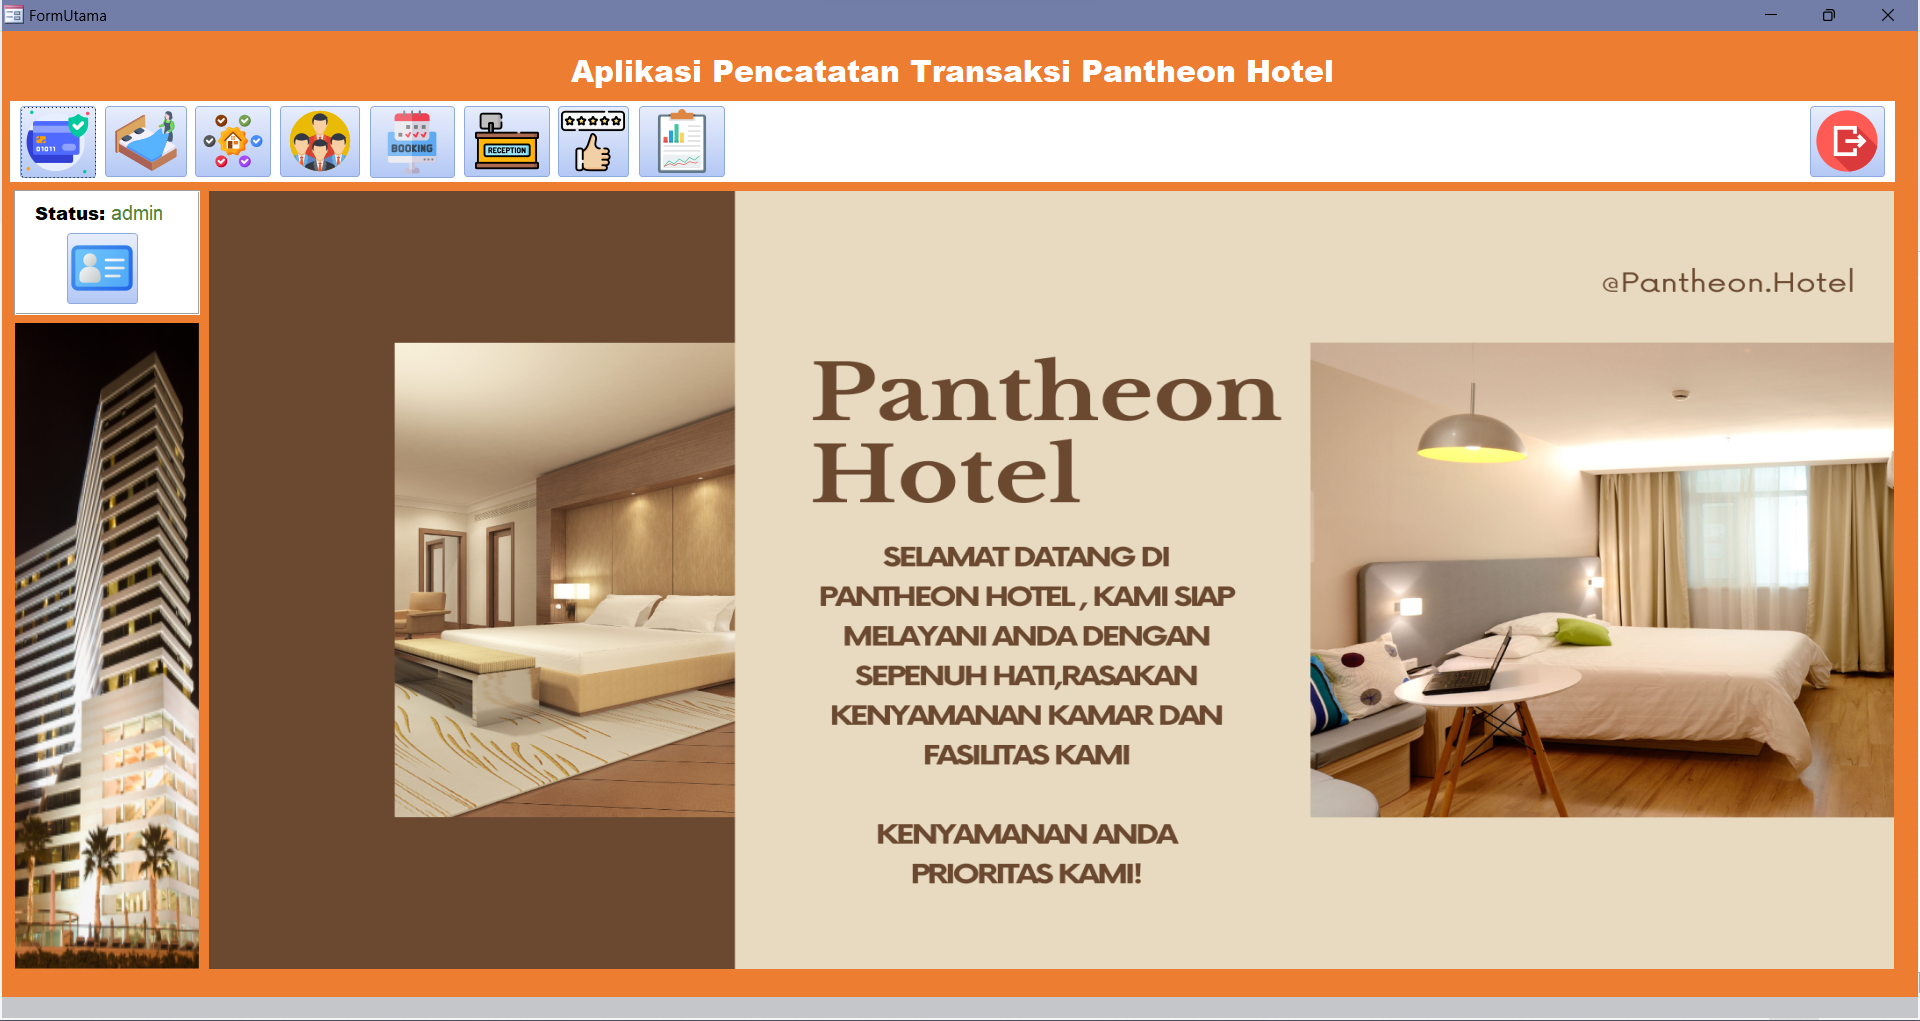 FormUtama
Aplikasi Pencatatan Transaksi Pantheon Hotel
01011
BOOKING
RECEPTION
Status: admin
@Pantheon.Hotel
Pantheon
Hotel
SELAMAT DATANG DI
PANTHEON HOTEL , KAMI SIAP
MELAYANI ANDA DENGAN
SEPENUH HATI,RASAKAN
KENYAMANAN KAMAR DAN
FASILITAS KAMI
KENYAMANAN ANDA
PRIORITAS KAMI!